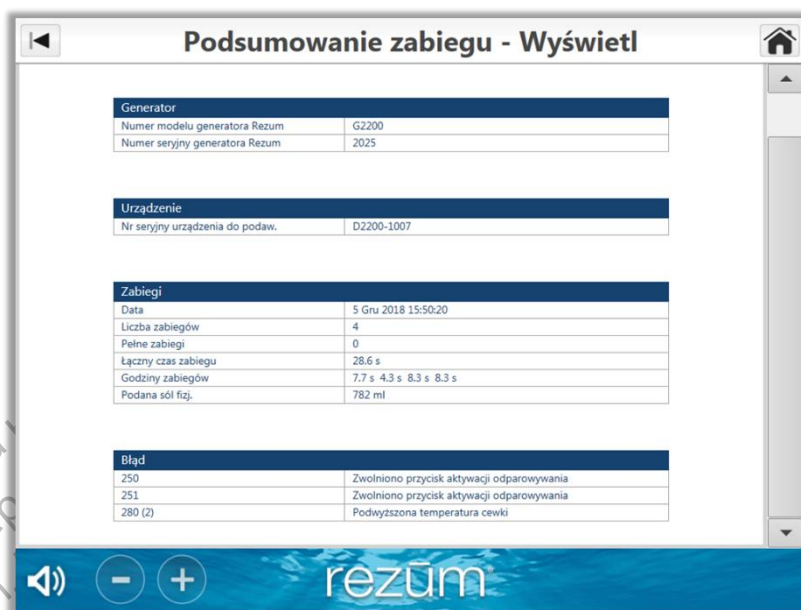 Podsumowanie zabiegu - Wyświetl
Generator
Numer modelu generatora Rezum G2200
Numer seryjny generatora Rezum 2025
Urządzenie
Nr seryjny urządzenia do podaw. D2200-1007
Zabiegi
Data 5 Gru 2018 15:50:20
Liczba zabiegów 4
Pełne zabiegi 0
Łączny czas zabiegu 28.6 s
Godziny zabiegów 7.7 s 4.3 s 8.3 s 8.3 s
Podana sól fizj. 782 ml
Błąd
250 Zwolniono przycisk aktywacji odparowywania
251 Zwolniono przycisk aktywacji odparowywania
280 (2) Podwyższona temperatura cewki
rezūm